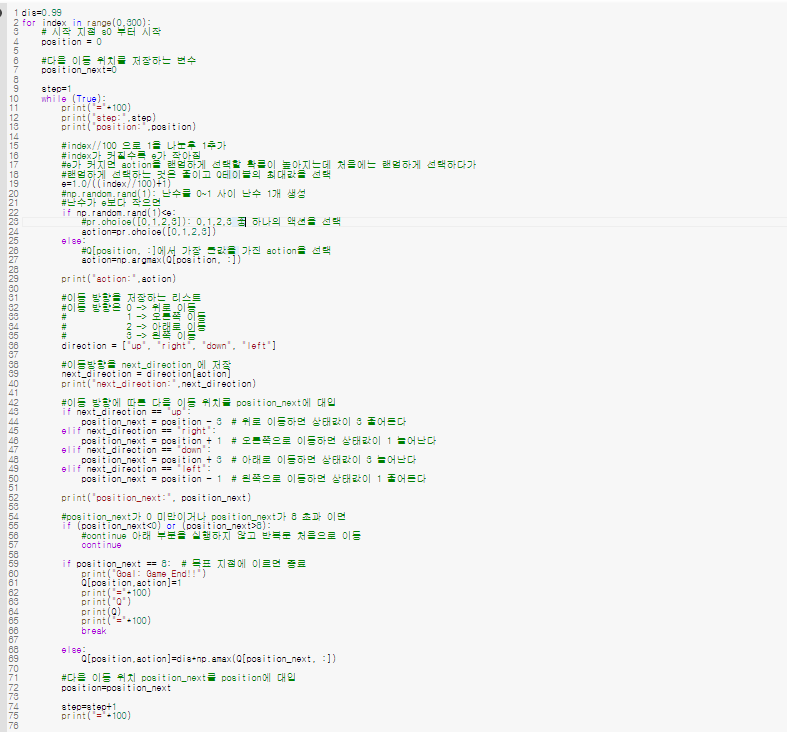 1 dis=0.99
2 for index in range(0,300):
3 # 시작 지점 s0 부터 시작
4 position = 0
5
6 #다음 이동 위치를 저장하는 변수
7 position_next=0
8
9 step=1
10 while (True):
11 print("="*100)
12 print("step:",step)
13 print("position:",position)
14
15 #index//100 으로 1을 나눈후 1추가
16 #index가 커질수록 e가 작아짐
17 #e가 커지면 action을 랜덤하게 선택할 확률이 높아지는데 처음에는 랜덤하게 선택하다가
18 #랜덤하게 선택하는 것은 줄이고 Q테이블의 최대값을 선택
19 e=1.0/((index//100)+1)
20 #np.random.rand(1): 난수를 0~1 사이 난수 1개 생성
21 #난수가 e보다 작으면
22 if np.random.rand(1)<e:
23 #pr.choice([0,1,2,3]): 0,1,2,3 중 하나의 액션을 선택
24 action=pr.choice([0,1,2,3])
25 else:
26 #Q[position, :]에서 가장 큰값을 가진 action을 선택
27 action=np.argmax(Q[position, :])
28
29 print("action:",action)
30
31 #이동 방향을 저장하는 리스트
32 #이동 방향은 0 -> 위로 이동
33 # 1 -> 오른쪽 이동
34 # 2 -> 아래로 이동
35 # 3 -> 왼쪽 이동
36 direction = ["up", "right", "down", "left"]
37
38 #이동방향을 next_direction 에 저장
39 next_direction = direction[action]
40 print("next_direction:",next_direction)
41
42 #이동 방향에 따른 다음 이동 위치를 position_next에 대입
43 if next_direction == "up":
44 position_next = position - 3 # 위로 이동하면 상태값이 3 줄어든다
45 elif next_direction == "right":
46 position_next = position + 1 # 오른쪽으로 이동하면 상태값이 1 늘어난다
47 elif next_direction == "down":
48 position_next = position + 3 # 아래로 이동하면 상태값이 3 늘어난다
49 elif next_direction == "left":
50 position_next = position - 1 # 왼쪽으로 이동하면 상태값이 1 줄어든다
51
52 print("position_next:", position_next)
53
54 #position_next가 0 미만이거나 position_next가 8 초과 이면
55 if (position_next<0) or (position_next>8):
56 #continue 아래 부분을 실행하지 않고 반복문 처음으로 이동
57 continue
58
59 if position_next == 8: # 목표 지점에 이르면 종료
60 print("Goal: Game End!!")
61 Q[position,action]=1
62 print("="*100)
63 print("Q")
64 print(Q)
65 print("="*100)
66 break
67
68 else:
69 Q[position,action]=dis*np.amax(Q[position_next, :])
70
71 #다음 이동 위치 position_next를 position에 대입
72 position=position_next
73
74 step=step+1
75 print("="*100)
76